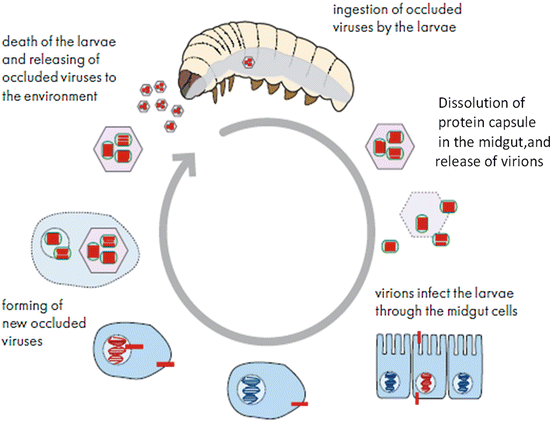 ingestion of occluded
viruses by the larvae
Dissolution of
protein capsule
in the midgut,and
release of virions
virions infect the larvae
through the midgut cells
forming of
new occluded
viruses
death of the larvae
and releasing of
occluded viruses to
the environment